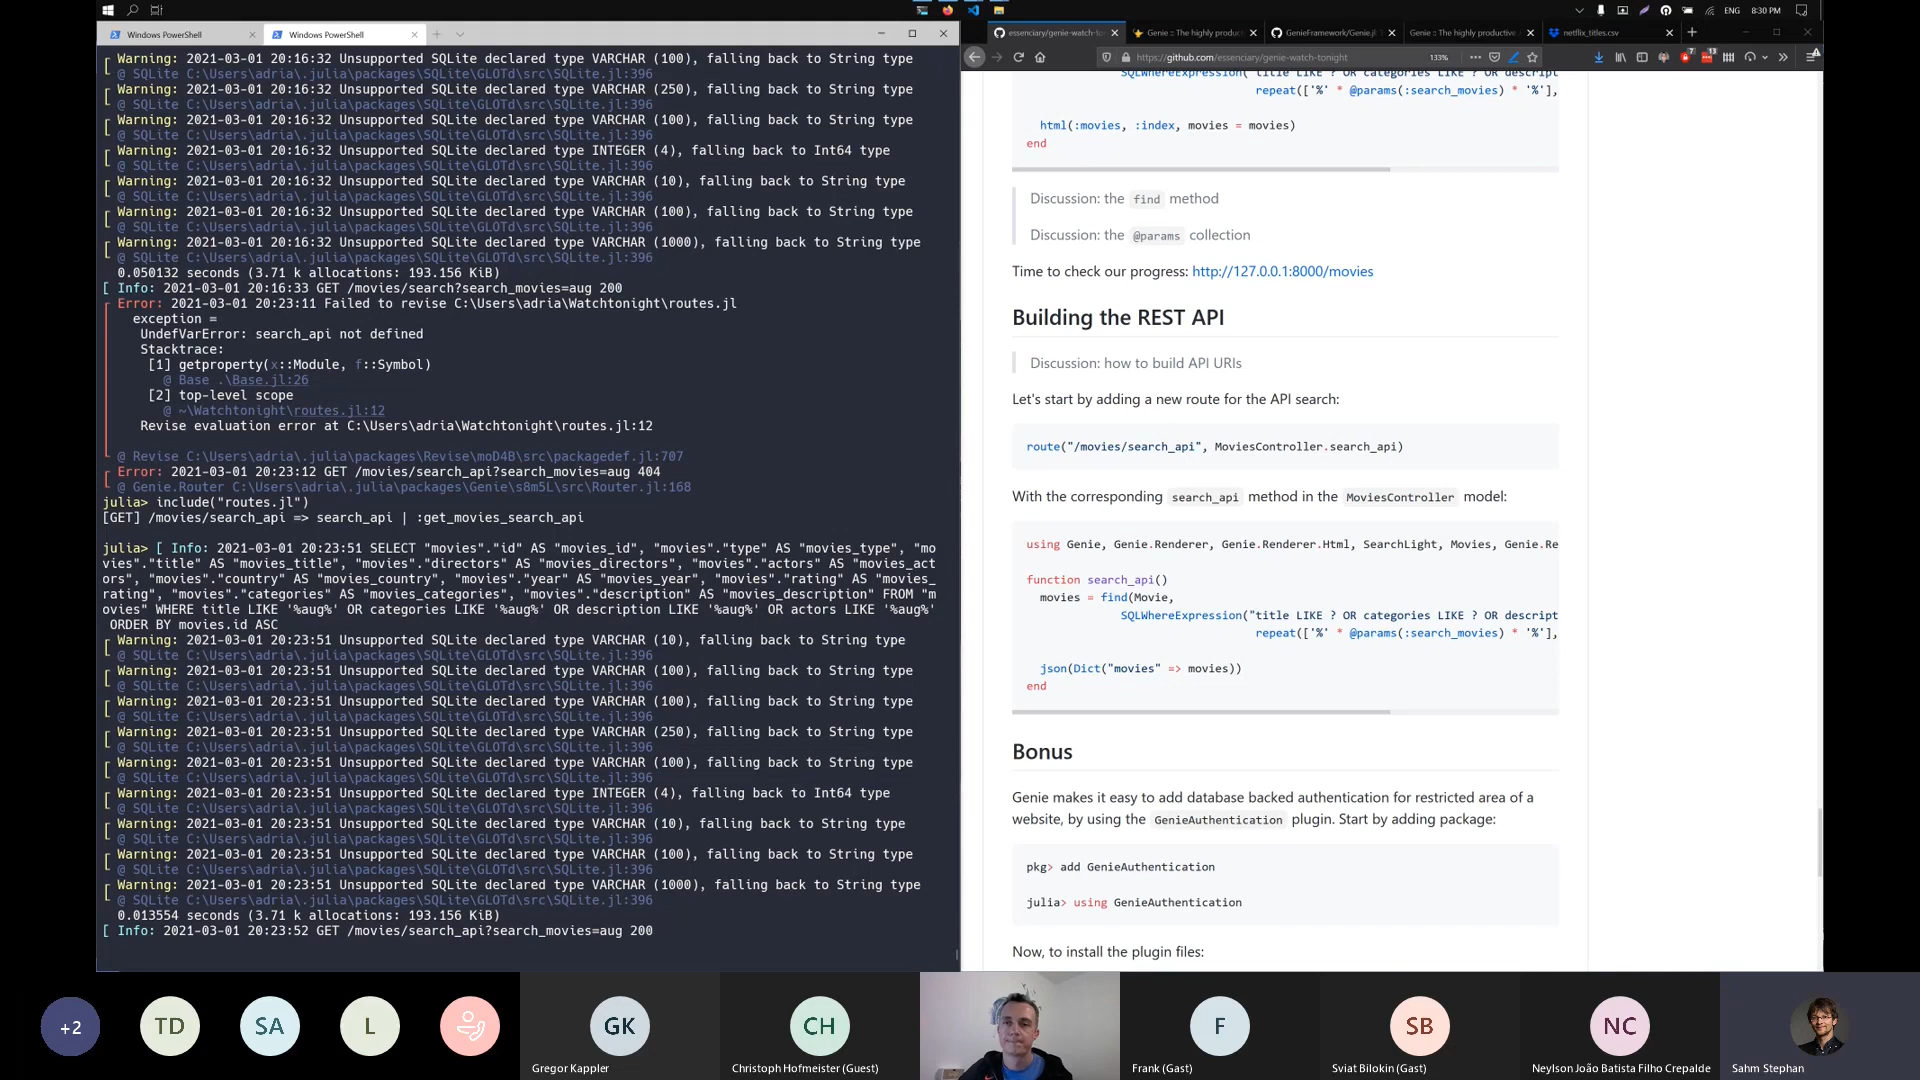 ENG
8:30 PM
Windows PowerShell
Windows PowerShell
Warning: 2021-03-01 20:16:32 Unsupported SQLite declared type VARCHAR (100), falling back to String type
@ SQLite C:\Users\adria\.julia\packages\SQLite\GLOTd\src\SQLite.jl:396
Warning: 2021-03-01 20:16:32 Unsupported SQLite declared type VARCHAR (250), falling back to String type
@ SQLite C:\Users\adria\.julia\packages\SQLite\GLOTd\src\SQLite.jl:396
Warning: 2021-03-01 20:16:32 Unsupported SQLite declared type VARCHAR (100), falling back to String type
@ SQLite C:\Users\adria\.julia\packages\SQLite\GLOTd\src\SQLite.jl:396
Warning: 2021-03-01 20:16:32 Unsupported SQLite declared type INTEGER (4), falling back to Int64 type
@ SQLite C:\Users\adria\.julia\packages\SQLite\GLOTd\src\SQLite.jl:396
Warning: 2021-03-01 20:16:32 Unsupported SQLite declared type VARCHAR (10), falling back to String type
@ SQLite C:\Users\adria\.julia\packages\SQLite\GLOTd\src\SQLite.jl:396
Warning: 2021-03-01 20:16:32 Unsupported SQLite declared type VARCHAR (100), falling back to String type
@ SQLite C:\Users\adria\.julia\packages\SQLite\GLOTd\src\SQLite.jl:396
Warning: 2021-03-01 20:16:32 Unsupported SQLite declared type VARCHAR (1000), falling back to String type
@ SQLite C:\Users\adria\.julia\packages\SQLite\GLOTd\src\SQLite.jl:396
0.050132 seconds (3.71 k allocations: 193.156 KiB)
[ Info: 2021-03-01 20:16:33 GET /movies/search?search_movies=aug 200
Error: 2021-03-01 20:23:11 Failed to revise C:\Users\adria\Watchtonight\routes.jl
exception =
UndefVarError: search_api not defined
Stacktrace:
[1] getproperty(x::Module, f::Symbol)
@ Base .\Base.jl:26
[2] top-level scope
@ ~\Watchtonight\routes.jl:12
Revise evaluation error at C:\Users\adria\Watchtonight\routes.jl:12
@ Revise C:\Users\adria\.julia\packages\Revise\moD4B\src\packagedef.jl:707
Error: 2021-03-01 20:23:12 GET /movies/search_api?search_movies=aug 404
@ Genie.Router C:\Users\adria\.julia\packages\Genie\s8m5L\src\Router.jl:168
julia> include("routes.jl")
[GET] /movies/search_api => search_api | :get_movies_search_api
julia> [ Info: 2021-03-01 20:23:51 SELECT "movies"."id" AS "movies_id", "movies"."type" AS "movies_type", "mo
vies"."title" AS "movies_title", "movies"."directors" AS "movies_directors", "movies"."actors" AS "movies_act
ors", "movies"."country" AS "movies_country", "movies"."year" AS "movies_year", "movies"."rating" AS "movies_
rating", "movies"."categories" AS "movies_categories", "movies"."description" AS "movies_description" FROM "m
ovies" WHERE title LIKE '%aug%' OR categories LIKE '%aug%' OR description LIKE '%aug%' OR actors LIKE '%aug%'
ORDER BY movies.id ASC
Warning: 2021-03-01 20:23:51 Unsupported SQLite declared type VARCHAR (10), falling back to String type
@ SQLite C:\Users\adria\.julia\packages\SQLite\GLOTd\src\SQLite.jl:396
Warning: 2021-03-01 20:23:51 Unsupported SQLite declared type VARCHAR (100), falling back to String type
@ SQLite C:\Users\adria\.julia\packages\SQLite\GLOTd\src\SQLite.jl:396
Warning: 2021-03-01 20:23:51 Unsupported SQLite declared type VARCHAR (100), falling back to String type
@ SQLite C:\Users\adria\.julia\packages\SQLite\GLOTd\src\SQLite.jl:396
Warning: 2021-03-01 20:23:51 Unsupported SQLite declared type VARCHAR (250), falling back to String type
@ SQLite C:\Users\adria\.julia\packages\SQLite\GLOTd\src\SQLite.jl:396
Warning: 2021-03-01 20:23:51 Unsupported SQLite declared type VARCHAR (100), falling back to String type
@ SQLite C:\Users\adria\.julia\packages\SQLite\GLOTd\src\SQLite.jl:396
Warning: 2021-03-01 20:23:51 Unsupported SQLite declared type INTEGER (4), falling back to Int64 type
@ SQLite C:\Users\adria\.julia\packages\SQLite\GLOTd\src\SQLite.jl:396
Warning: 2021-03-01 20:23:51 Unsupported SQLite declared type VARCHAR (10), falling back to String type
@ SQLite C:\Users\adria\.julia\packages\SQLite\GLOTd\src\SQLite.jl:396
Warning: 2021-03-01 20:23:51 Unsupported SQLite declared type VARCHAR (100), falling back to String type
@ SQLite C:\Users\adria\.julia\packages\SQLite\GLOTd\src\SQLite.jl:396
Warning: 2021-03-01 20:23:51 Unsupported SQLite declared type VARCHAR (1000), falling back to String type
@ SQLite C:\Users\adria\.julia\packages\SQLite\GLOTd\src\SQLite.jl:396
0.013554 seconds (3.71 k allocations: 193.156 KiB)
[ Info: 2021-03-01 20:23:52 GET /movies/search_api?search_movies=aug 200
essenciary/genie-watch-to
Genie :: The highly produc
GenieFramework/Genie.jl:
Genie :: The highly productive
netflix_titles.csv
https://github.com/essenciary/genie-watch-tonight
133%
SQLWhereExpression("title LIKE ? OR categories LIKE ? OR descript
repeat(['%' * @params(:search_movies) * '%'],
html(:movies, :index, movies = movies)
end
Discussion: the find method
Discussion: the @params collection
Time to check our progress: http://127.0.0.1:8000/movies
Building the REST API
Discussion: how to build API URIs
Let's start by adding a new route for the API search:
route("/movies/search_api", MoviesController.search_api)
With the corresponding search_api method in the MoviesController model:
using Genie, Genie.Renderer, Genie.Renderer.Html, SearchLight, Movies, Genie.Re
function search_api()
movies = find(Movie,
SQLWhereExpression("title LIKE ? OR categories LIKE ? OR descript
repeat(['%' * @params(:search_movies) * '%'],
json(Dict("movies" => movies))
end
Bonus
Genie makes it easy to add database backed authentication for restricted area of a
website, by using the GenieAuthentication plugin. Start by adding package:
pkg> add GenieAuthentication
julia> using GenieAuthentication
Now, to install the plugin files:
+2
TD
SA
L
GK
Gregor Kappler
CH
Christoph Hofmeister (Guest)
F
Frank (Gast)
SB
Sviat Bilokin (Gast)
NC
Neylson João Batista Filho Crepalde
Sahm Stephan